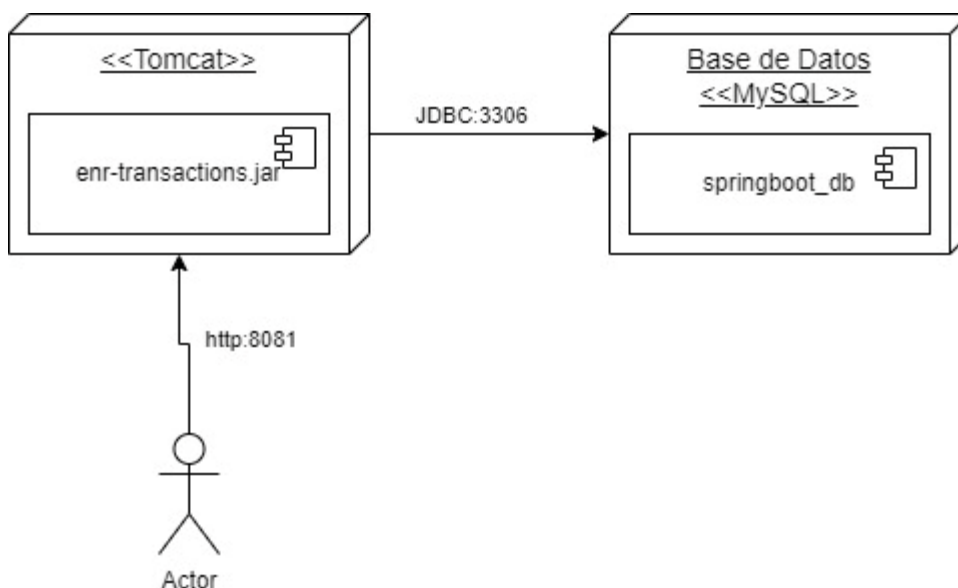 <<Tomcat>>
enr-transactions.jar
JDBC:3306
Base de Datos
<<MySQL>>
springboot_db
http:8081
Actor